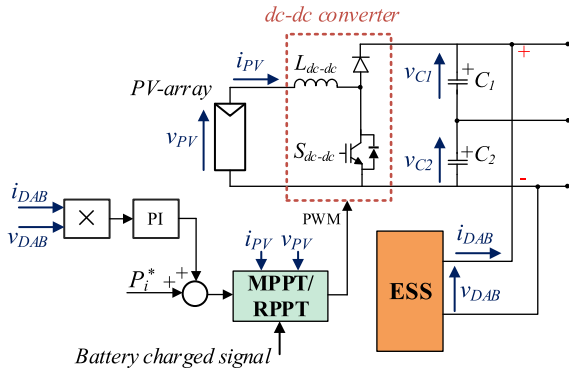 dc-dc converter
i_PV
L_dc-dc
PV-array
v_PV
S_dc-dc
v_C1
+
C_1
+
v_C2
+
C_2
-
PWM
i_DAB
v_DAB
×
PI
i_PV
v_PV
P_i^*
+
+
MPPT/
RPPT
Battery charged signal
ESS
i_DAB
v_DAB